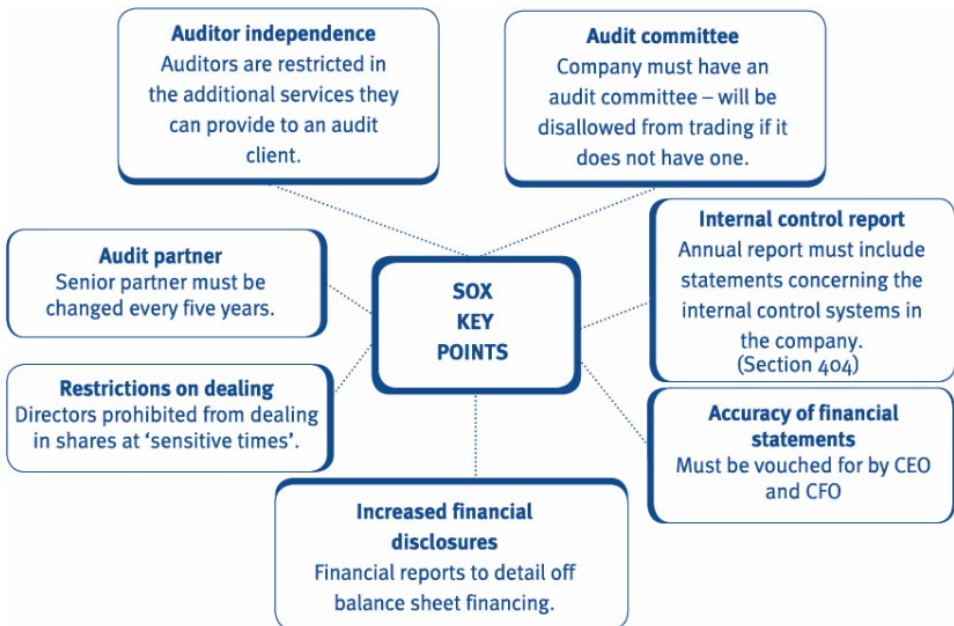 Auditor independence
Auditors are restricted in
the additional services they
can provide to an audit
client.
Audit committee
Company must have an
audit committee – will be
disallowed from trading if it
does not have one.
Audit partner
Senior partner must be
changed every five years.
SOX
KEY
POINTS
Internal control report
Annual report must include
statements concerning the
internal control systems in
the company.
(Section 404)
Restrictions on dealing
Directors prohibited from dealing
in shares at ‘sensitive times’.
Accuracy of financial
statements
Must be vouched for by CEO
and CFO
Increased financial
disclosures
Financial reports to detail off
balance sheet financing.